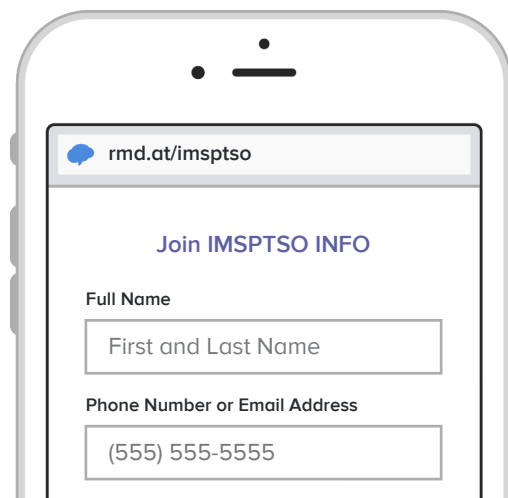 rmd.at/imsptso
Join IMSPTSO INFO
Full Name
First and Last Name
Phone Number or Email Address
(555) 555-5555